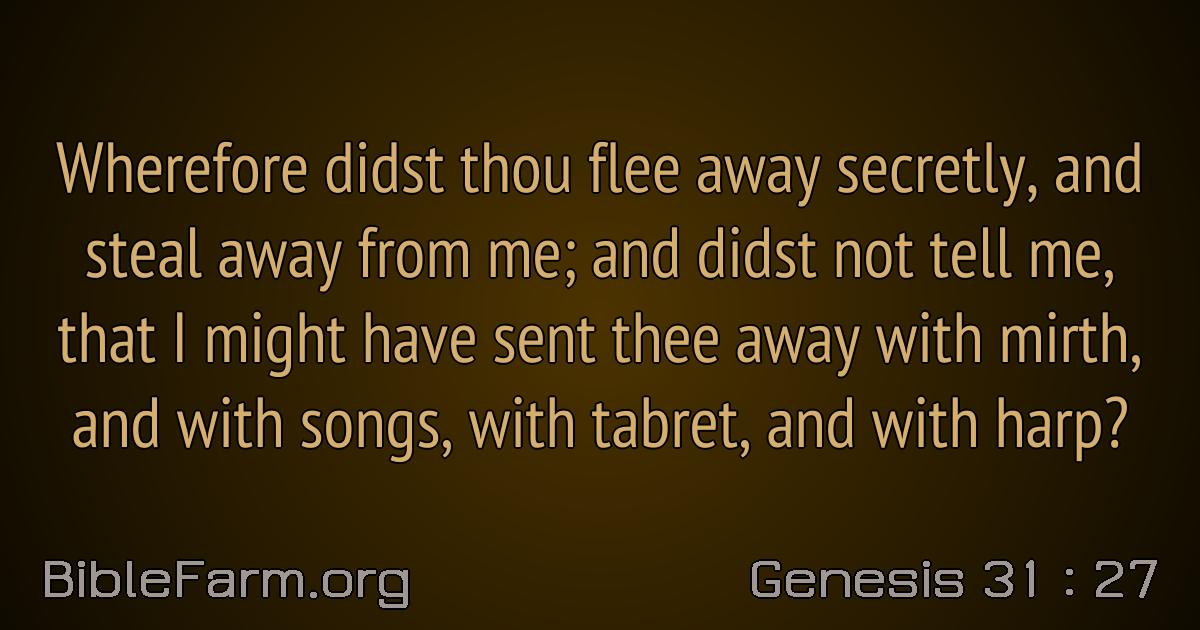 Wherefore didst thou flee away secretly, and
steal away from me; and didst not tell me,
that I might have sent thee away with mirth,
and with songs, with tabret, and with harp?
BibleFarm.org
Genesis 31 : 27